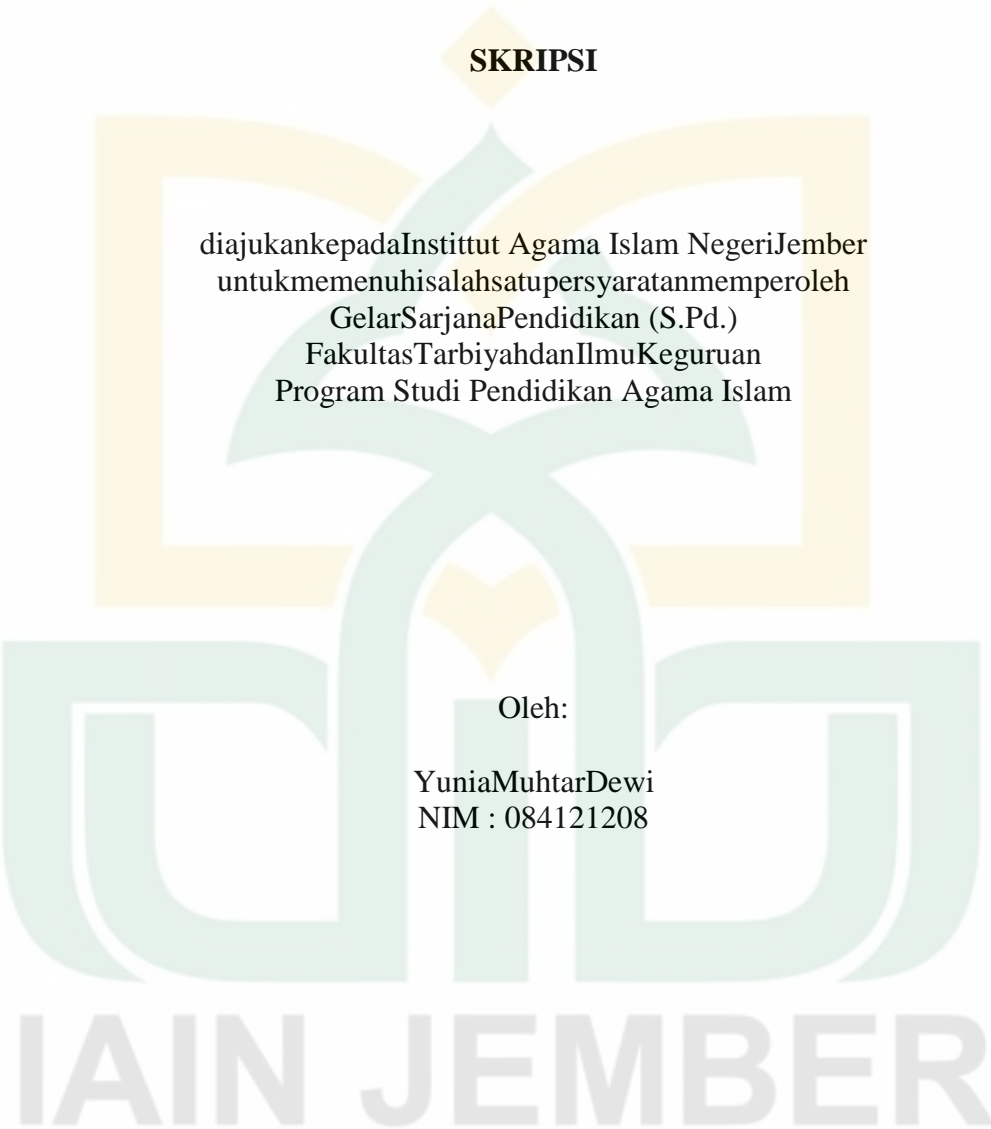 SKRIPSI
diajukankepadaInstittut Agama Islam NegeriJember
untukmemenuhisalahsatupersyaratanmemperoleh
GelarSarjanaPendidikan (S.Pd.)
FakultasTarbiyahdanIlmuKeguruan
Program Studi Pendidikan Agama Islam
Oleh:
YuniaMuhtarDewi
NIM : 084121208
IAIN JEMBER